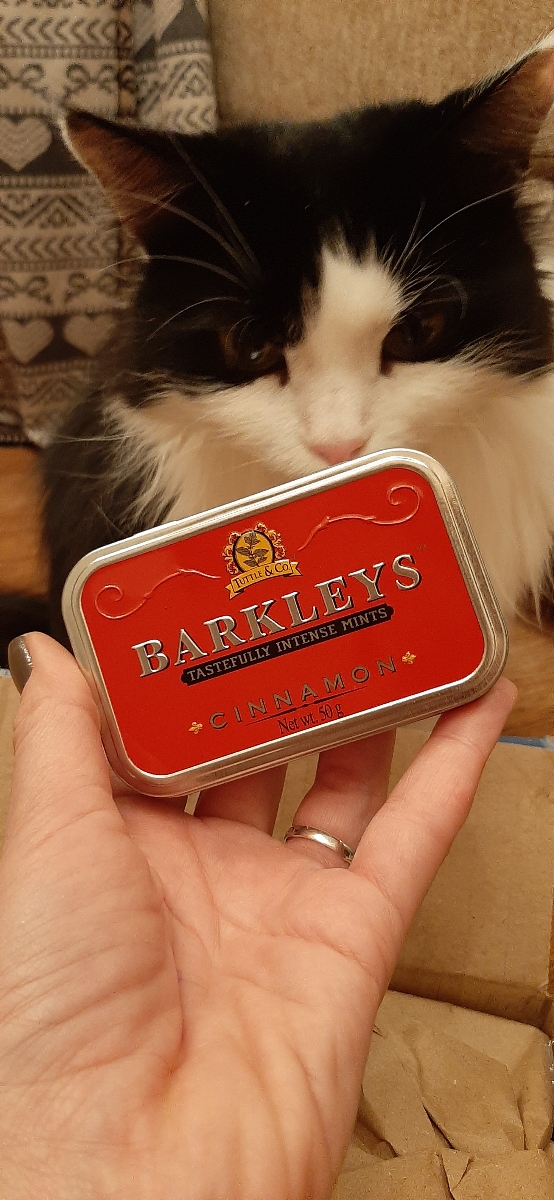 TUTTLE & CO
BARKLEYS
TASTEFULLY INTENSE MINTS
CINNAMON
Net wt. 50 g